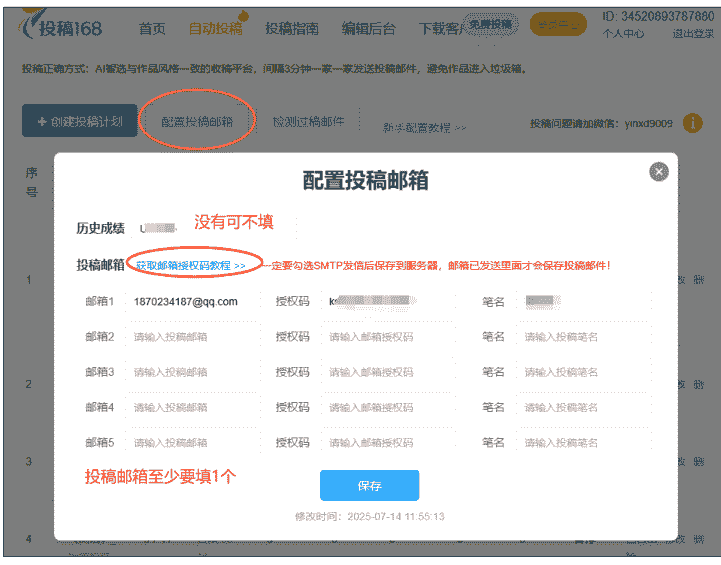 投稿168 首页 自动投稿 投稿指南 编辑后台 下载客户 免费投稿 ID: 34520893787880
个人中心 退出登录
投稿正确方式：AI智选与作品风格一致的收稿平台，间隔3分钟一家一家发送投稿邮件，避免作品进入垃圾箱。
+ 创建投稿计划 配置投稿邮箱 检测过稿邮件 新手配置教程 >> 投稿问题请加微信：yinxd9009
序号
配置投稿邮箱
历史成绩 没有可不填
投稿邮箱 获取邮箱授权码教程 >> 一定要勾选SMTP发信后保存到服务器，邮箱已发送里面才会保存投稿邮件！
1 改 删
邮箱1 1870234187@qq.com 授权码 笔名
邮箱2 请输入投稿邮箱 授权码 请输入邮箱授权码 笔名 请输入投稿笔名
邮箱3 请输入投稿邮箱 授权码 请输入邮箱授权码 笔名 请输入投稿笔名
2 改 删
邮箱4 请输入投稿邮箱 授权码 请输入邮箱授权码 笔名 请输入投稿笔名
邮箱5 请输入投稿邮箱 授权码 请输入邮箱授权码 笔名 请输入投稿笔名
3 改 删
投稿邮箱至少要填1个
保存
修改时间：2025-07-14 11:55:13
4 改 删